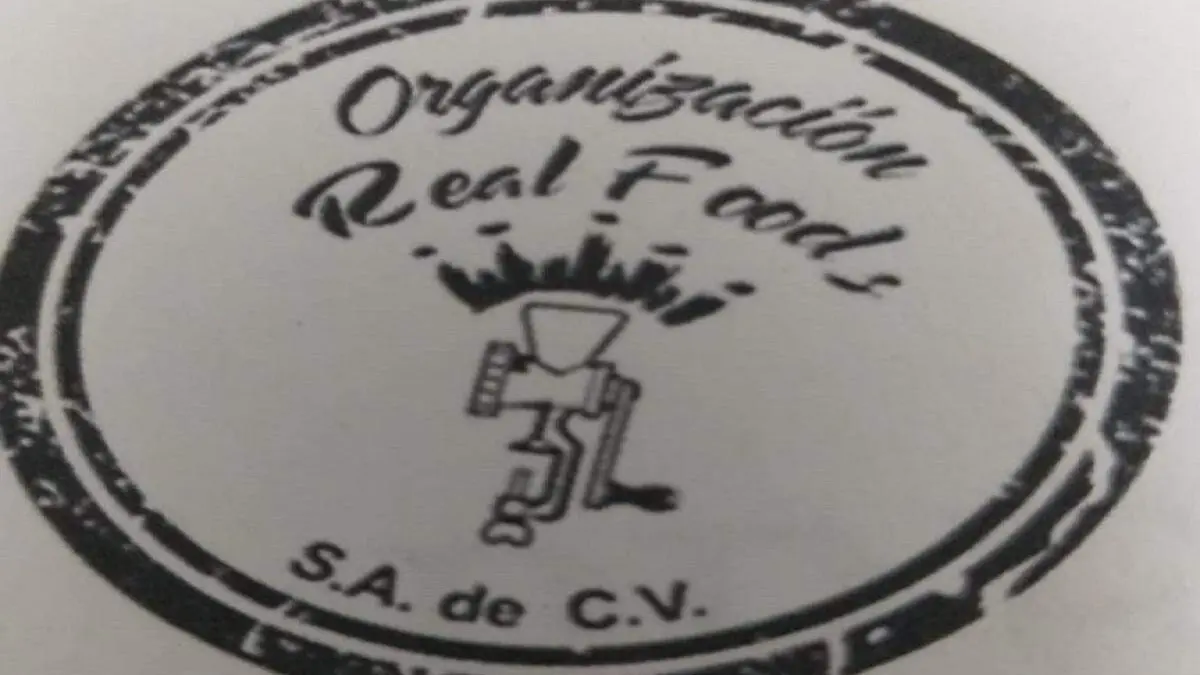 Organización
Real Foods
S.A. de C.V.